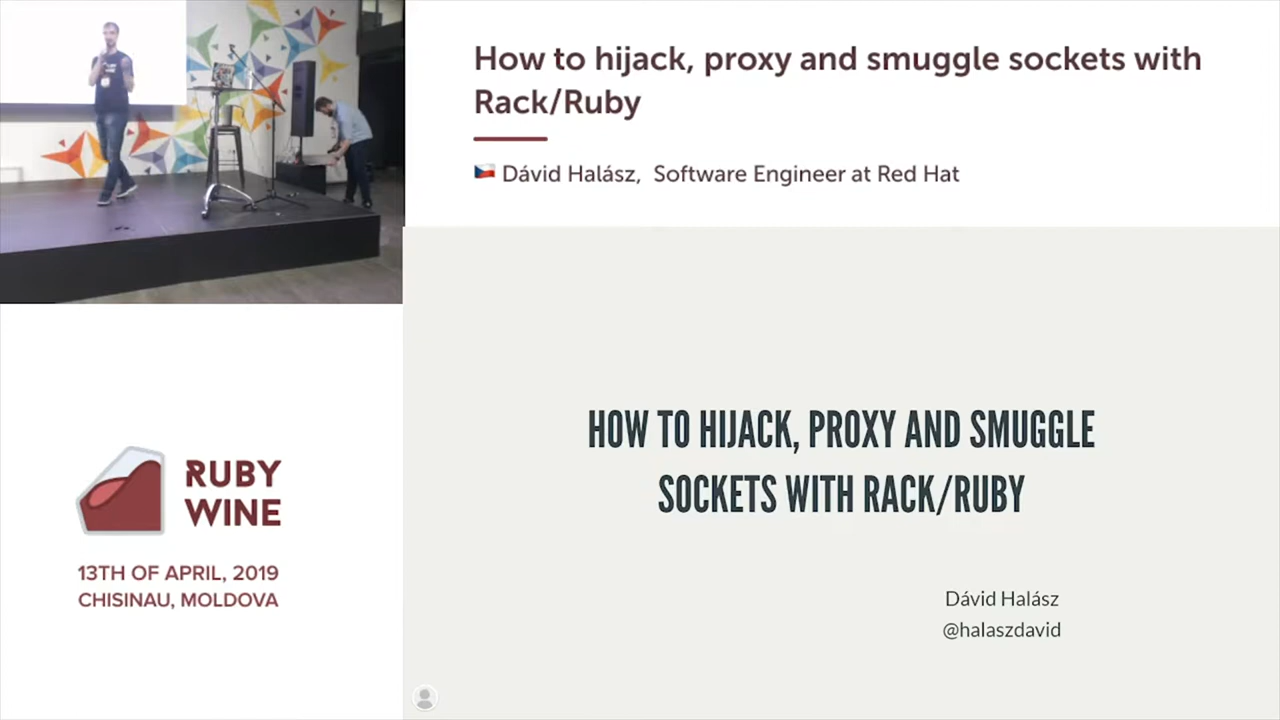 How to hijack, proxy and smuggle sockets with
Rack/Ruby
Dávid Halász, Software Engineer at Red Hat
HOW TO HIJACK, PROXY AND SMUGGLE
SOCKETS WITH RACK/RUBY
Dávid Halász
@halaszdavid
RUBY
WINE
13TH OF APRIL, 2019
CHISINAU, MOLDOVA